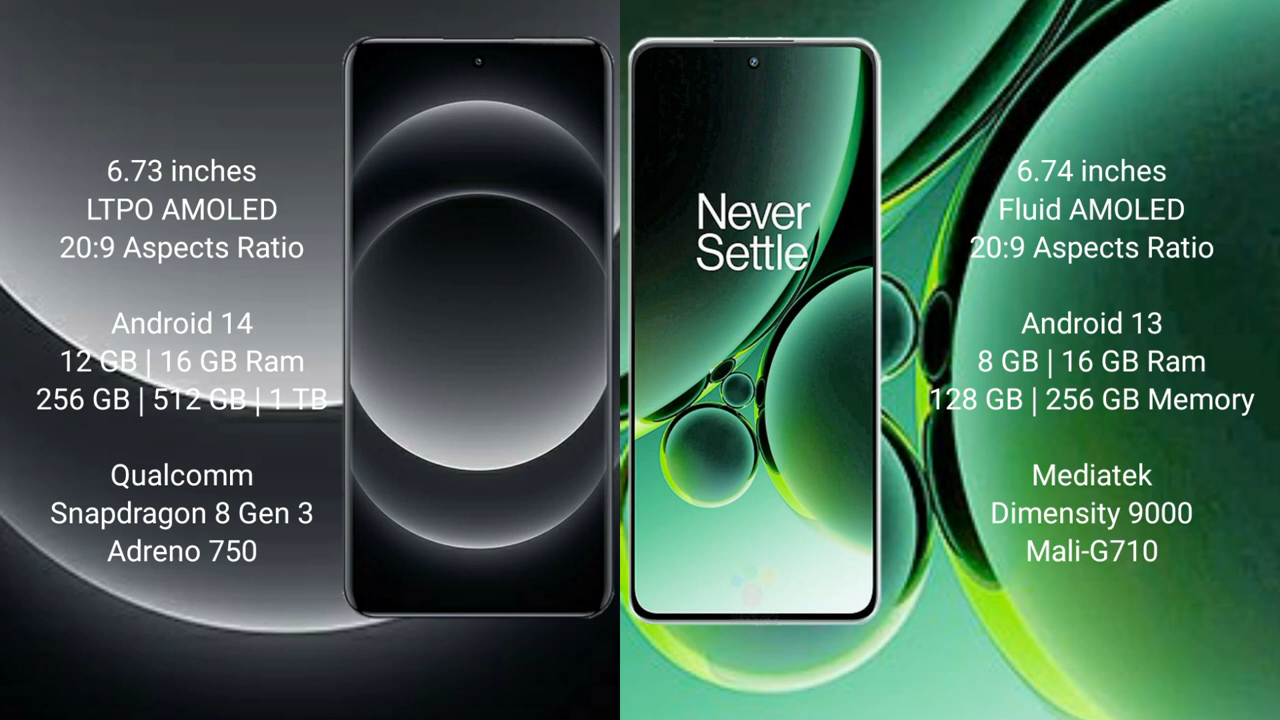 6.73 inches
LTPO AMOLED
20:9 Aspects Ratio
Android 14
12 GB | 16 GB Ram
256 GB | 512 GB | 1 TB
Qualcomm
Snapdragon 8 Gen 3
Adreno 750
Never
Settle
6.74 inches
Fluid AMOLED
20:9 Aspects Ratio
Android 13
8 GB | 16 GB Ram
128 GB | 256 GB Memory
Mediatek
Dimensity 9000
Mali-G710